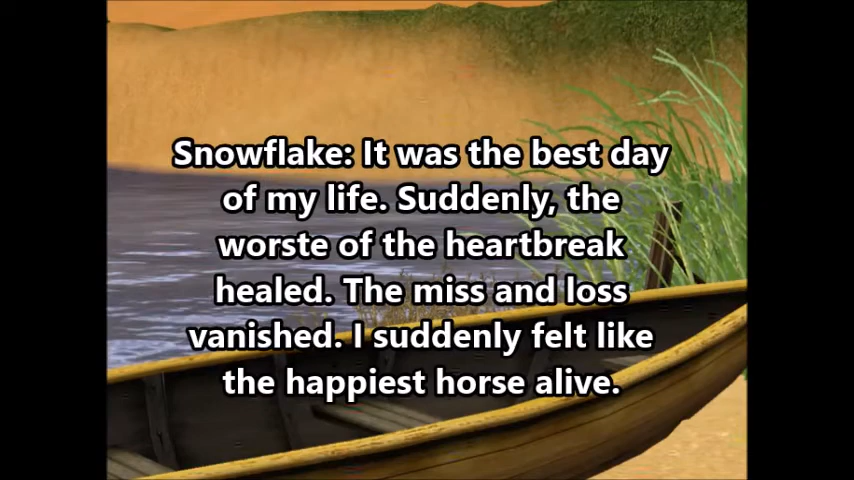 Snowflake: It was the best day
of my life. Suddenly, the
worste of the heartbreak
healed. The miss and loss
vanished. I suddenly felt like
the happiest horse alive.